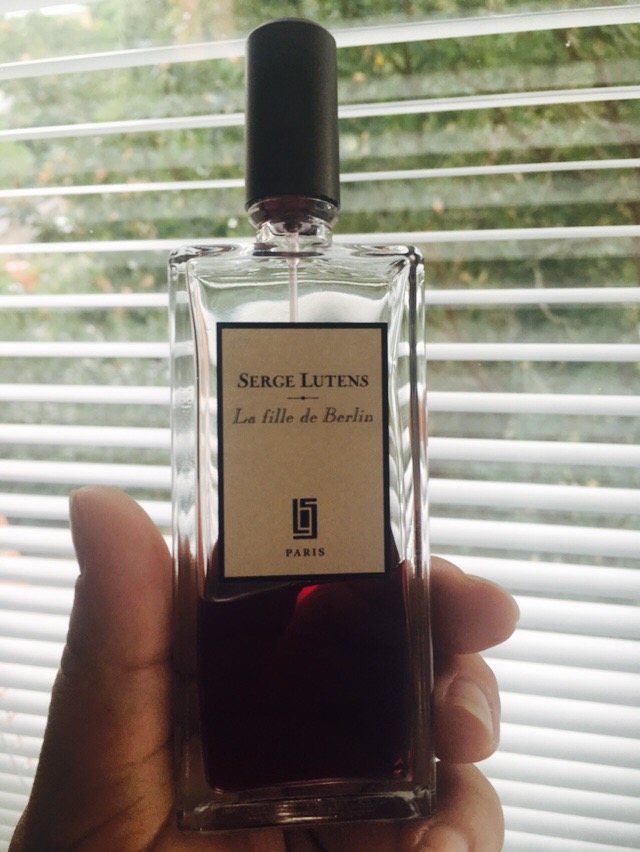 SERGE LUTENS
La fille de Berlin
PARIS